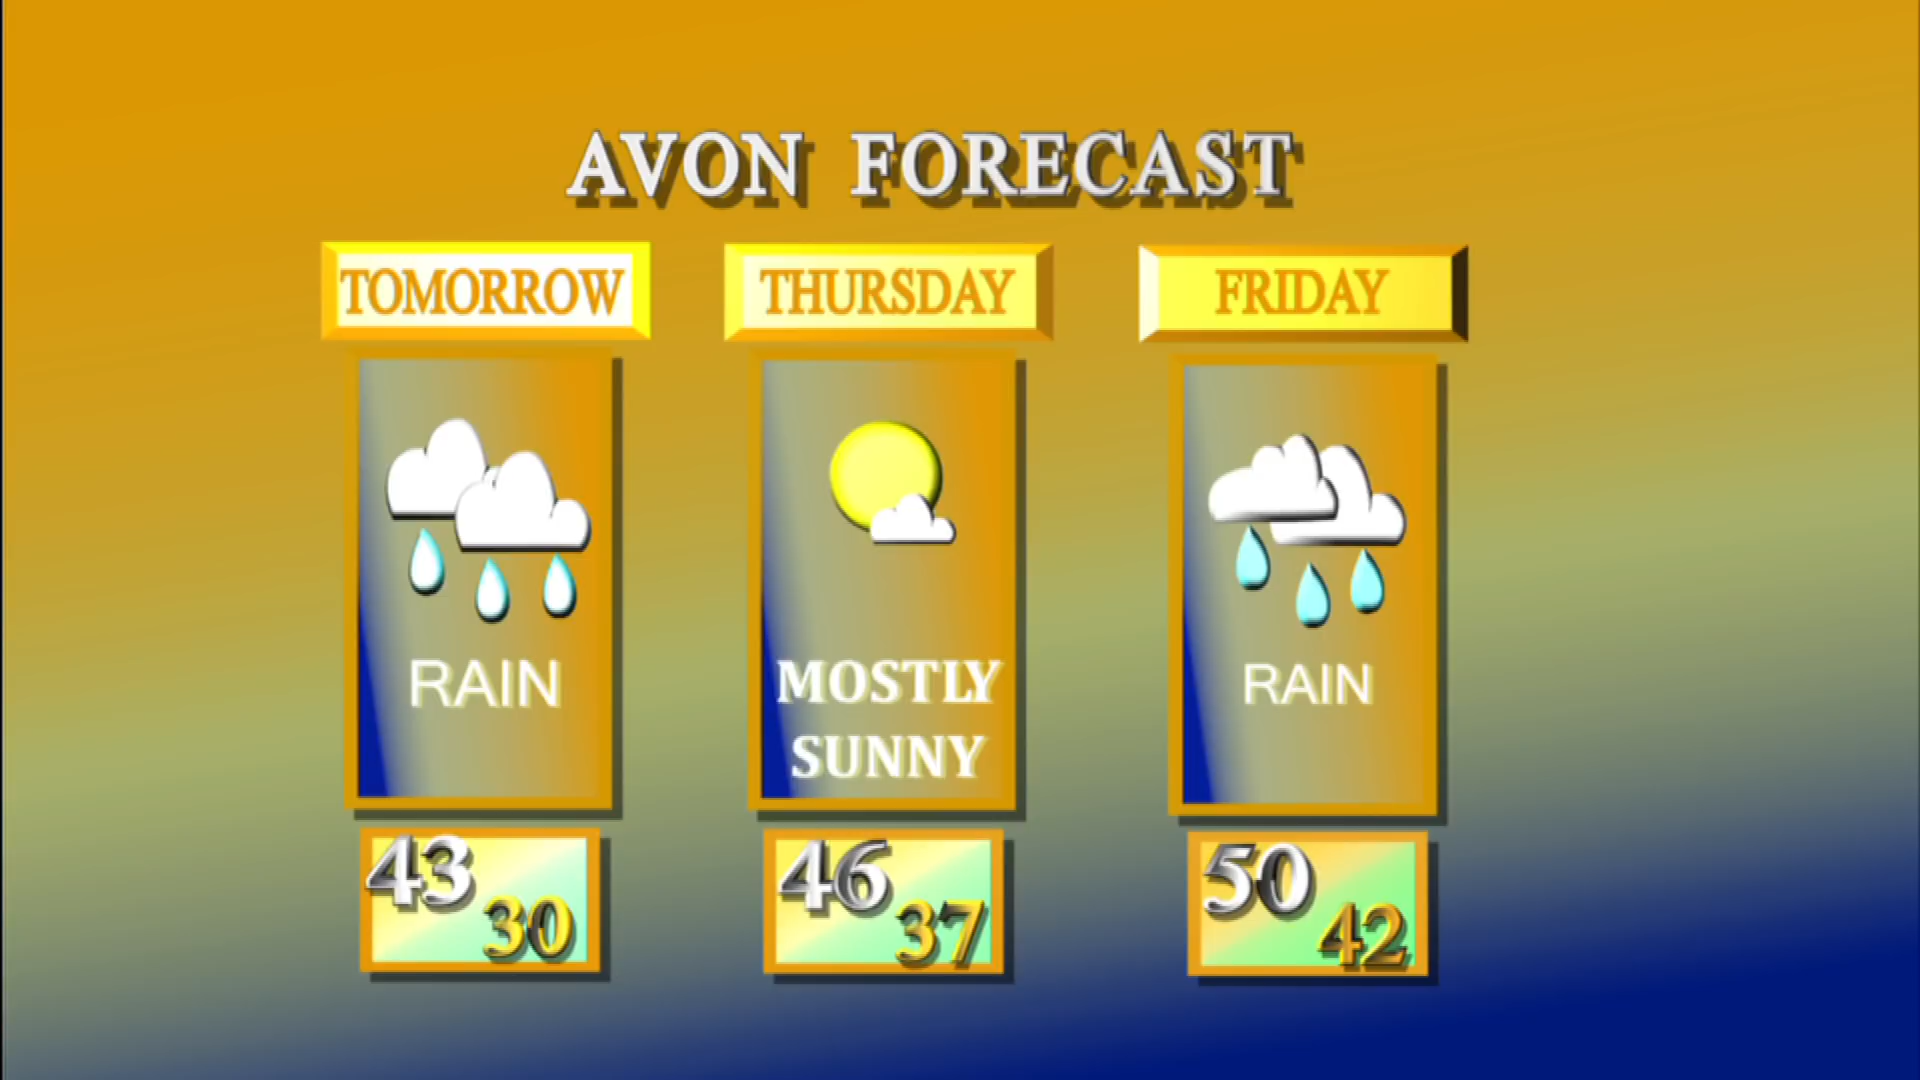 AVON FORECAST
TOMORROW
RAIN
43
30
THURSDAY
MOSTLY
SUNNY
46
37
FRIDAY
RAIN
50
42